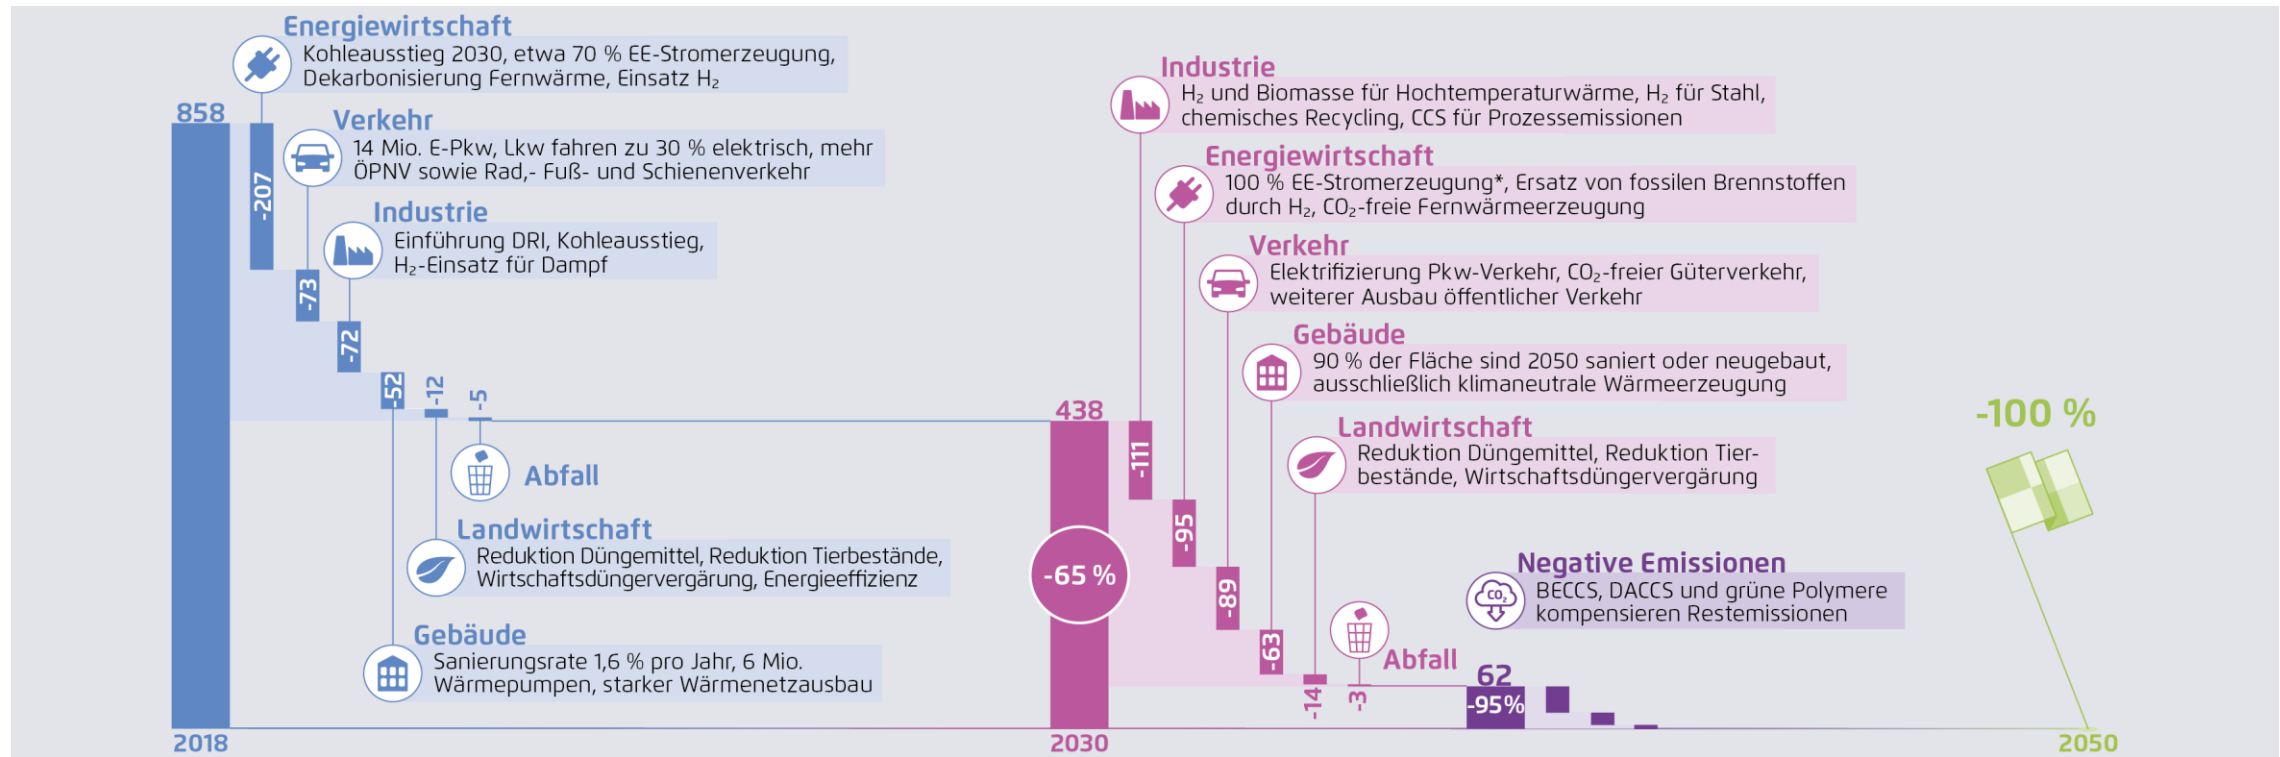 Energiewirtschaft
Kohleausstieg 2030, etwa 70 % EE-Stromerzeugung,
Dekarbonisierung Fernwärme, Einsatz H₂
858
-207
Verkehr
14 Mio. E-Pkw, Lkw fahren zu 30 % elektrisch, mehr
ÖPNV sowie Rad,- Fuß- und Schienenverkehr
-73
Industrie
Einführung DRI, Kohleausstieg,
H₂-Einsatz für Dampf
-72
-52
-12
-5
Abfall
Landwirtschaft
Reduktion Düngemittel, Reduktion Tierbestände,
Wirtschaftsdüngervergärung, Energieeffizienz
Gebäude
Sanierungsrate 1,6 % pro Jahr, 6 Mio.
Wärmepumpen, starker Wärmenetzausbau
2018
Industrie
H₂ und Biomasse für Hochtemperaturwärme, H₂ für Stahl,
chemisches Recycling, CCS für Prozessemissionen
Energiewirtschaft
100 % EE-Stromerzeugung*, Ersatz von fossilen Brennstoffen
durch H₂, CO₂-freie Fernwärmeerzeugung
Verkehr
Elektrifizierung Pkw-Verkehr, CO₂-freier Güterverkehr,
weiterer Ausbau öffentlicher Verkehr
Gebäude
90 % der Fläche sind 2050 saniert oder neugebaut,
ausschließlich klimaneutrale Wärmeerzeugung
Landwirtschaft
Reduktion Düngemittel, Reduktion Tier-
bestände, Wirtschaftsdüngervergärung
438
-65 %
-111
-95
-89
-63
-14
-3
Abfall
2030
Negative Emissionen
BECCS, DACCS und grüne Polymere
kompensieren Restemissionen
CO₂
62
-95%
-100 %
2050